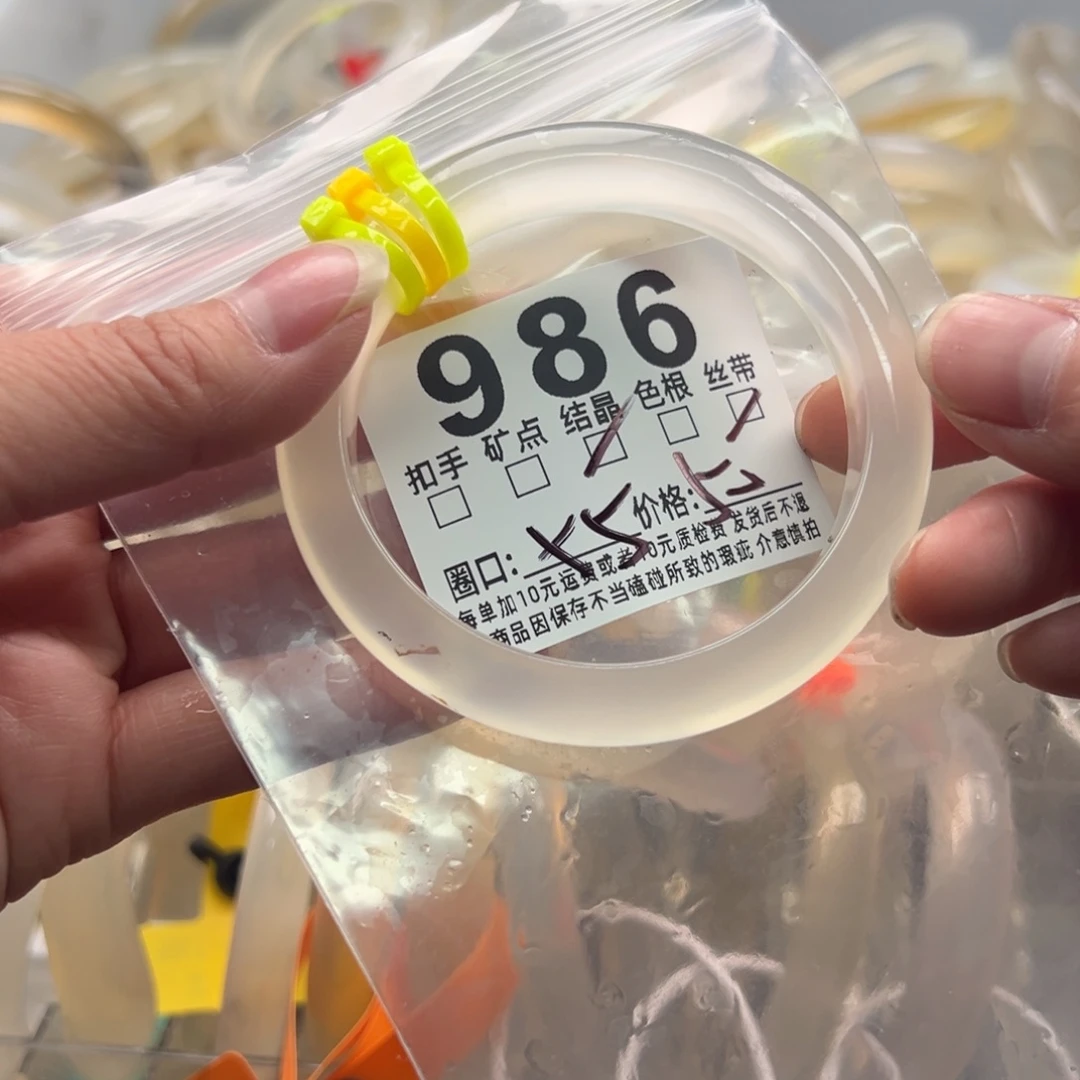 986
扣手 矿点 结晶 色根 丝带
圈口: 价格:
每单加10元运费或者10元质检费 发货后不退
商品因保存不当磕碰所致的瑕疵 介意慎拍